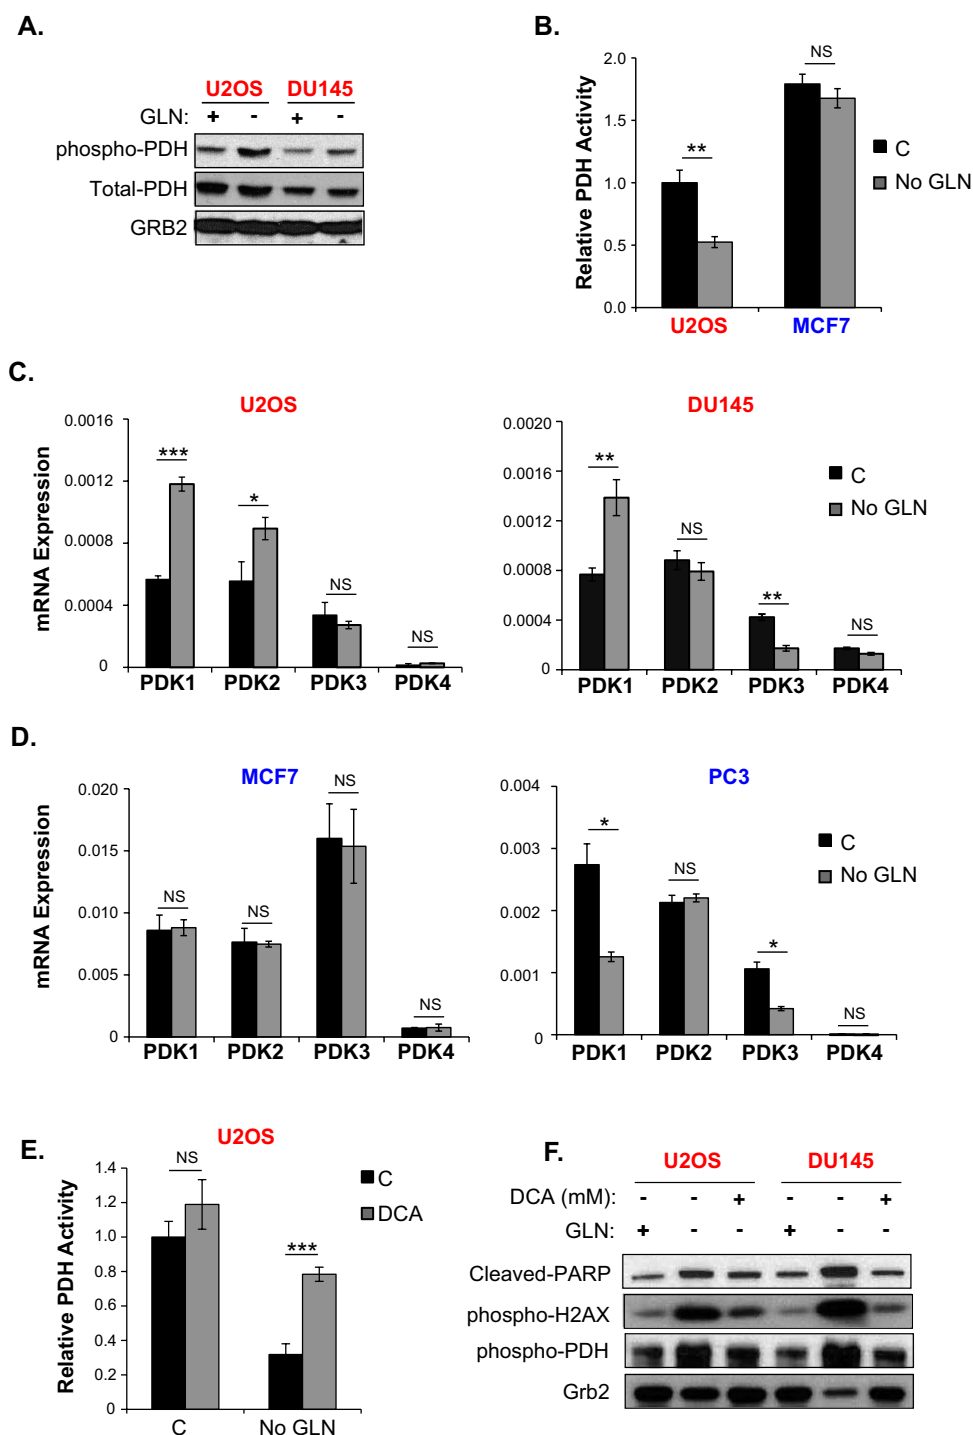 A.
U2OS DU145
GLN: + - + -
phospho-PDH
Total-PDH
GRB2
B.
Relative PDH Activity
2.0
1.5
1.0
0.5
0.0
**
NS
C
No GLN
U2OS MCF7
C.
U2OS
mRNA Expression
0.0016
0.0012
0.0008
0.0004
0
***
*
NS
NS
PDK1 PDK2 PDK3 PDK4
DU145
0.0020
0.0016
0.0012
0.0008
0.0004
0
**
NS
**
NS
C
No GLN
PDK1 PDK2 PDK3 PDK4
D.
MCF7
mRNA Expression
0.020
0.015
0.010
0.005
0
NS
NS
NS
NS
PDK1 PDK2 PDK3 PDK4
PC3
0.004
0.003
0.002
0.001
0
*
NS
*
NS
C
No GLN
PDK1 PDK2 PDK3 PDK4
E.
U2OS
Relative PDH Activity
1.4
1.2
1.0
0.8
0.6
0.4
0.2
0
NS
***
C
DCA
C No GLN
F.
U2OS DU145
DCA (mM): - - + - - +
GLN: + - - + - -
Cleaved-PARP
phospho-H2AX
phospho-PDH
Grb2